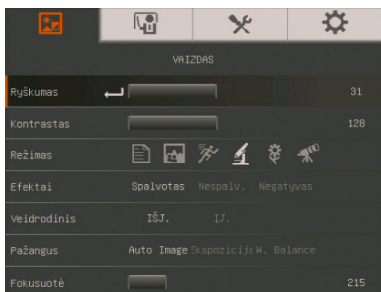 VAIZDAS
Ryškumas 31
Kontrastas 128
Režimas
Efektai Spalvotas Nespalv. Negatyvas
Veidrodinis IŠJ. IJ.
Pažangus Auto Image Ekspozicija W. Balance
Fokusuotė 215